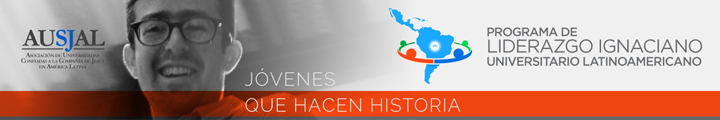 AUSJAL
ASOCIACIÓN DE UNIVERSIDADES
CONFIADAS A LA COMPAÑÍA DE JESÚS
EN AMÉRICA LATINA
JÓVENES
QUE HACEN HISTORIA
PROGRAMA DE
LIDERAZGO IGNACIANO
UNIVERSITARIO LATINOAMERICANO